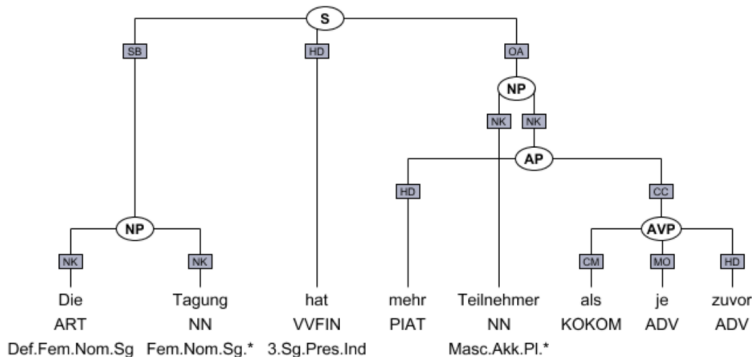 S
SB HD OA
NP
NK NK
AP
HD CC
NP AVP
NK NK CM MO HD
Die Tagung hat mehr Teilnehmer als je zuvor
ART NN VVFIN PIAT NN KOKOM ADV ADV
Def.Fem.Nom.Sg Fem.Nom.Sg.* 3.Sg.Pres.Ind Masc.Akk.Pl.*